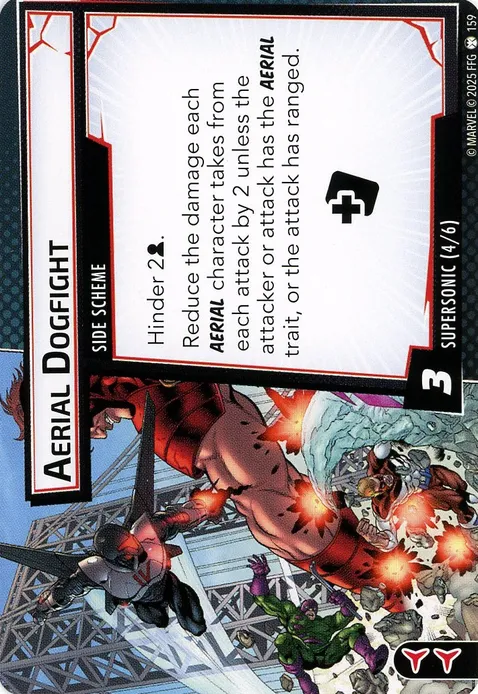 AERIAL DOGFIGHT
SIDE SCHEME
Hinder 2.
Reduce the damage each
AERIAL character takes from
each attack by 2 unless the
attacker or attack has the AERIAL
trait, or the attack has ranged.
3
SUPERSONIC (4/6)
© MARVEL © 2025 FFG 159